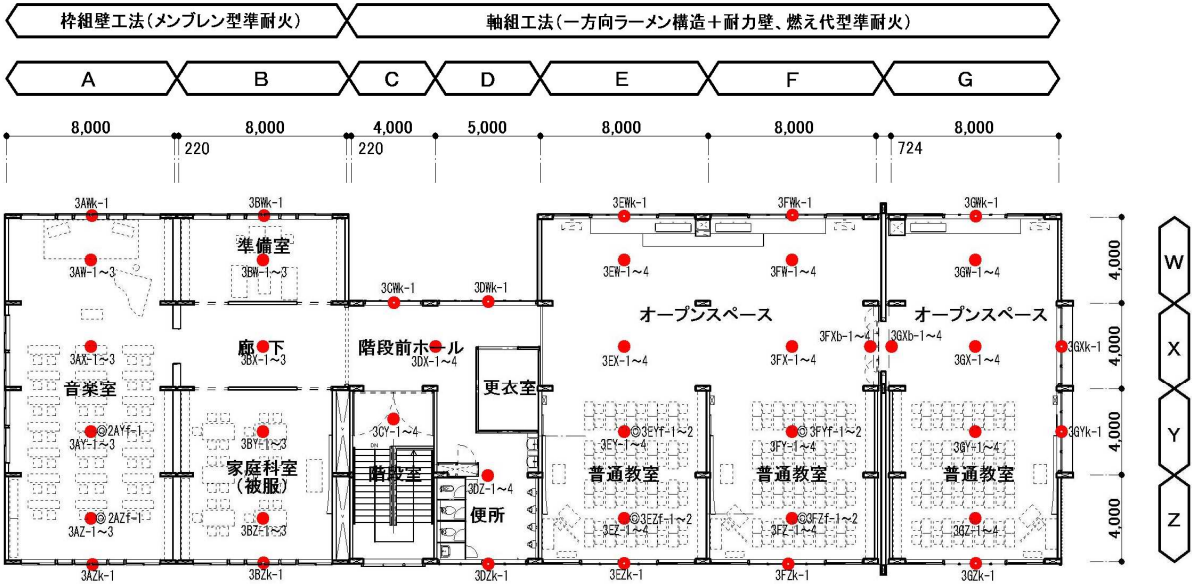 枠組壁工法(メンブレン型準耐火)
軸組工法(一方向ラーメン構造+耐力壁、燃え代型準耐火)
A
B
C
D
E
F
G
8,000
8,000
4,000
5,000
8,000
8,000
8,000
220
220
724
3AWk-1
3BWk-1
3EWk-1
3FWk-1
3GWk-1
準備室
3AW-1~3
3BW-1~3
3EW-1~4
3FW-1~4
3GW-1~4
4,000
W
3CWk-1
3DWk-1
オープンスペース
オープンスペース
3FXb-1~4
3GXb-1~4
廊 下
階段前ホール
3AX-1~3
3BX-1~3
3DX-1~4
3EX-1~4
3FX-1~4
3GX-1~4
3GXk-1
4,000
X
音楽室
更衣室
2AYf-1
3AY-1~3
3BY-1~3
3CY-1~4
DN
3EYf-1~2
3EY-1~4
3FYf-1~2
3FY-1~4
3GY-1~4
3GYk-1
4,000
Y
家庭科室
(被服)
階段室
普通教室
普通教室
普通教室
3DZ-1~4
便所
2AZf-1
3AZ-1~3
3BZ-1~3
3EZf-1~2
3EZ-1~4
3FZf-1~2
3FZ-1~4
3GZ-1~4
4,000
Z
3AZk-1
3BZk-1
3DZk-1
3EZk-1
3FZk-1
3GZk-1